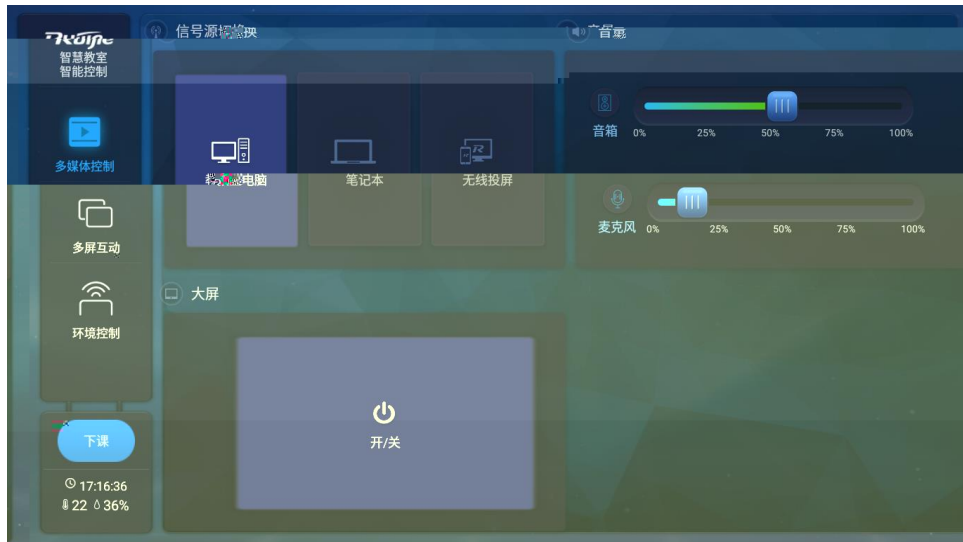 Ruijie
智慧教室
智能控制
多媒体控制
多屏互动
环境控制
下课
17:16:36
22 36%
信号源切换
电脑
笔记本
无线投屏
大屏
开/关
音量
音箱 0% 25% 50% 75% 100%
麦克风 0% 25% 50% 75% 100%